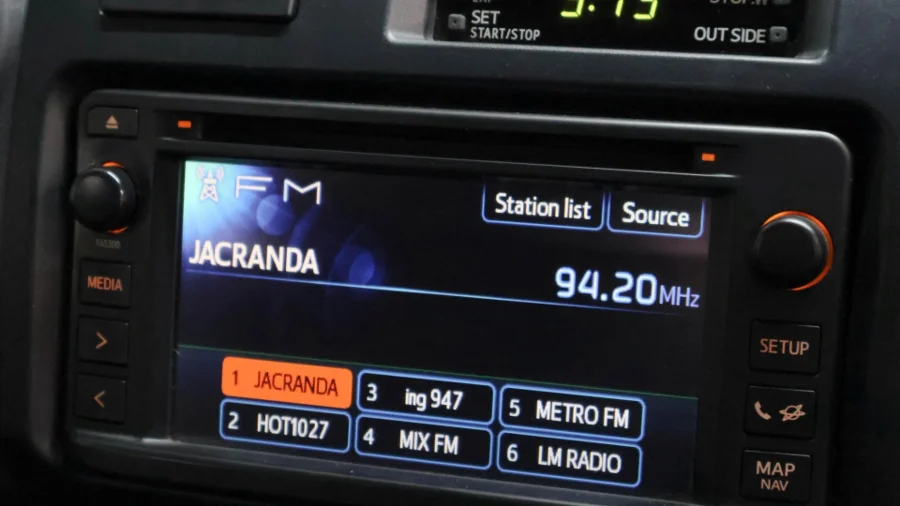 SET
START/STOP
OUT SIDE
FM
Station list
Source
JACRANDA
94.20MHz
MEDIA
SETUP
1 JACRANDA
3 ing 947
5 METRO FM
2 HOT1027
4 MIX FM
6 LM RADIO
MAP
NAV